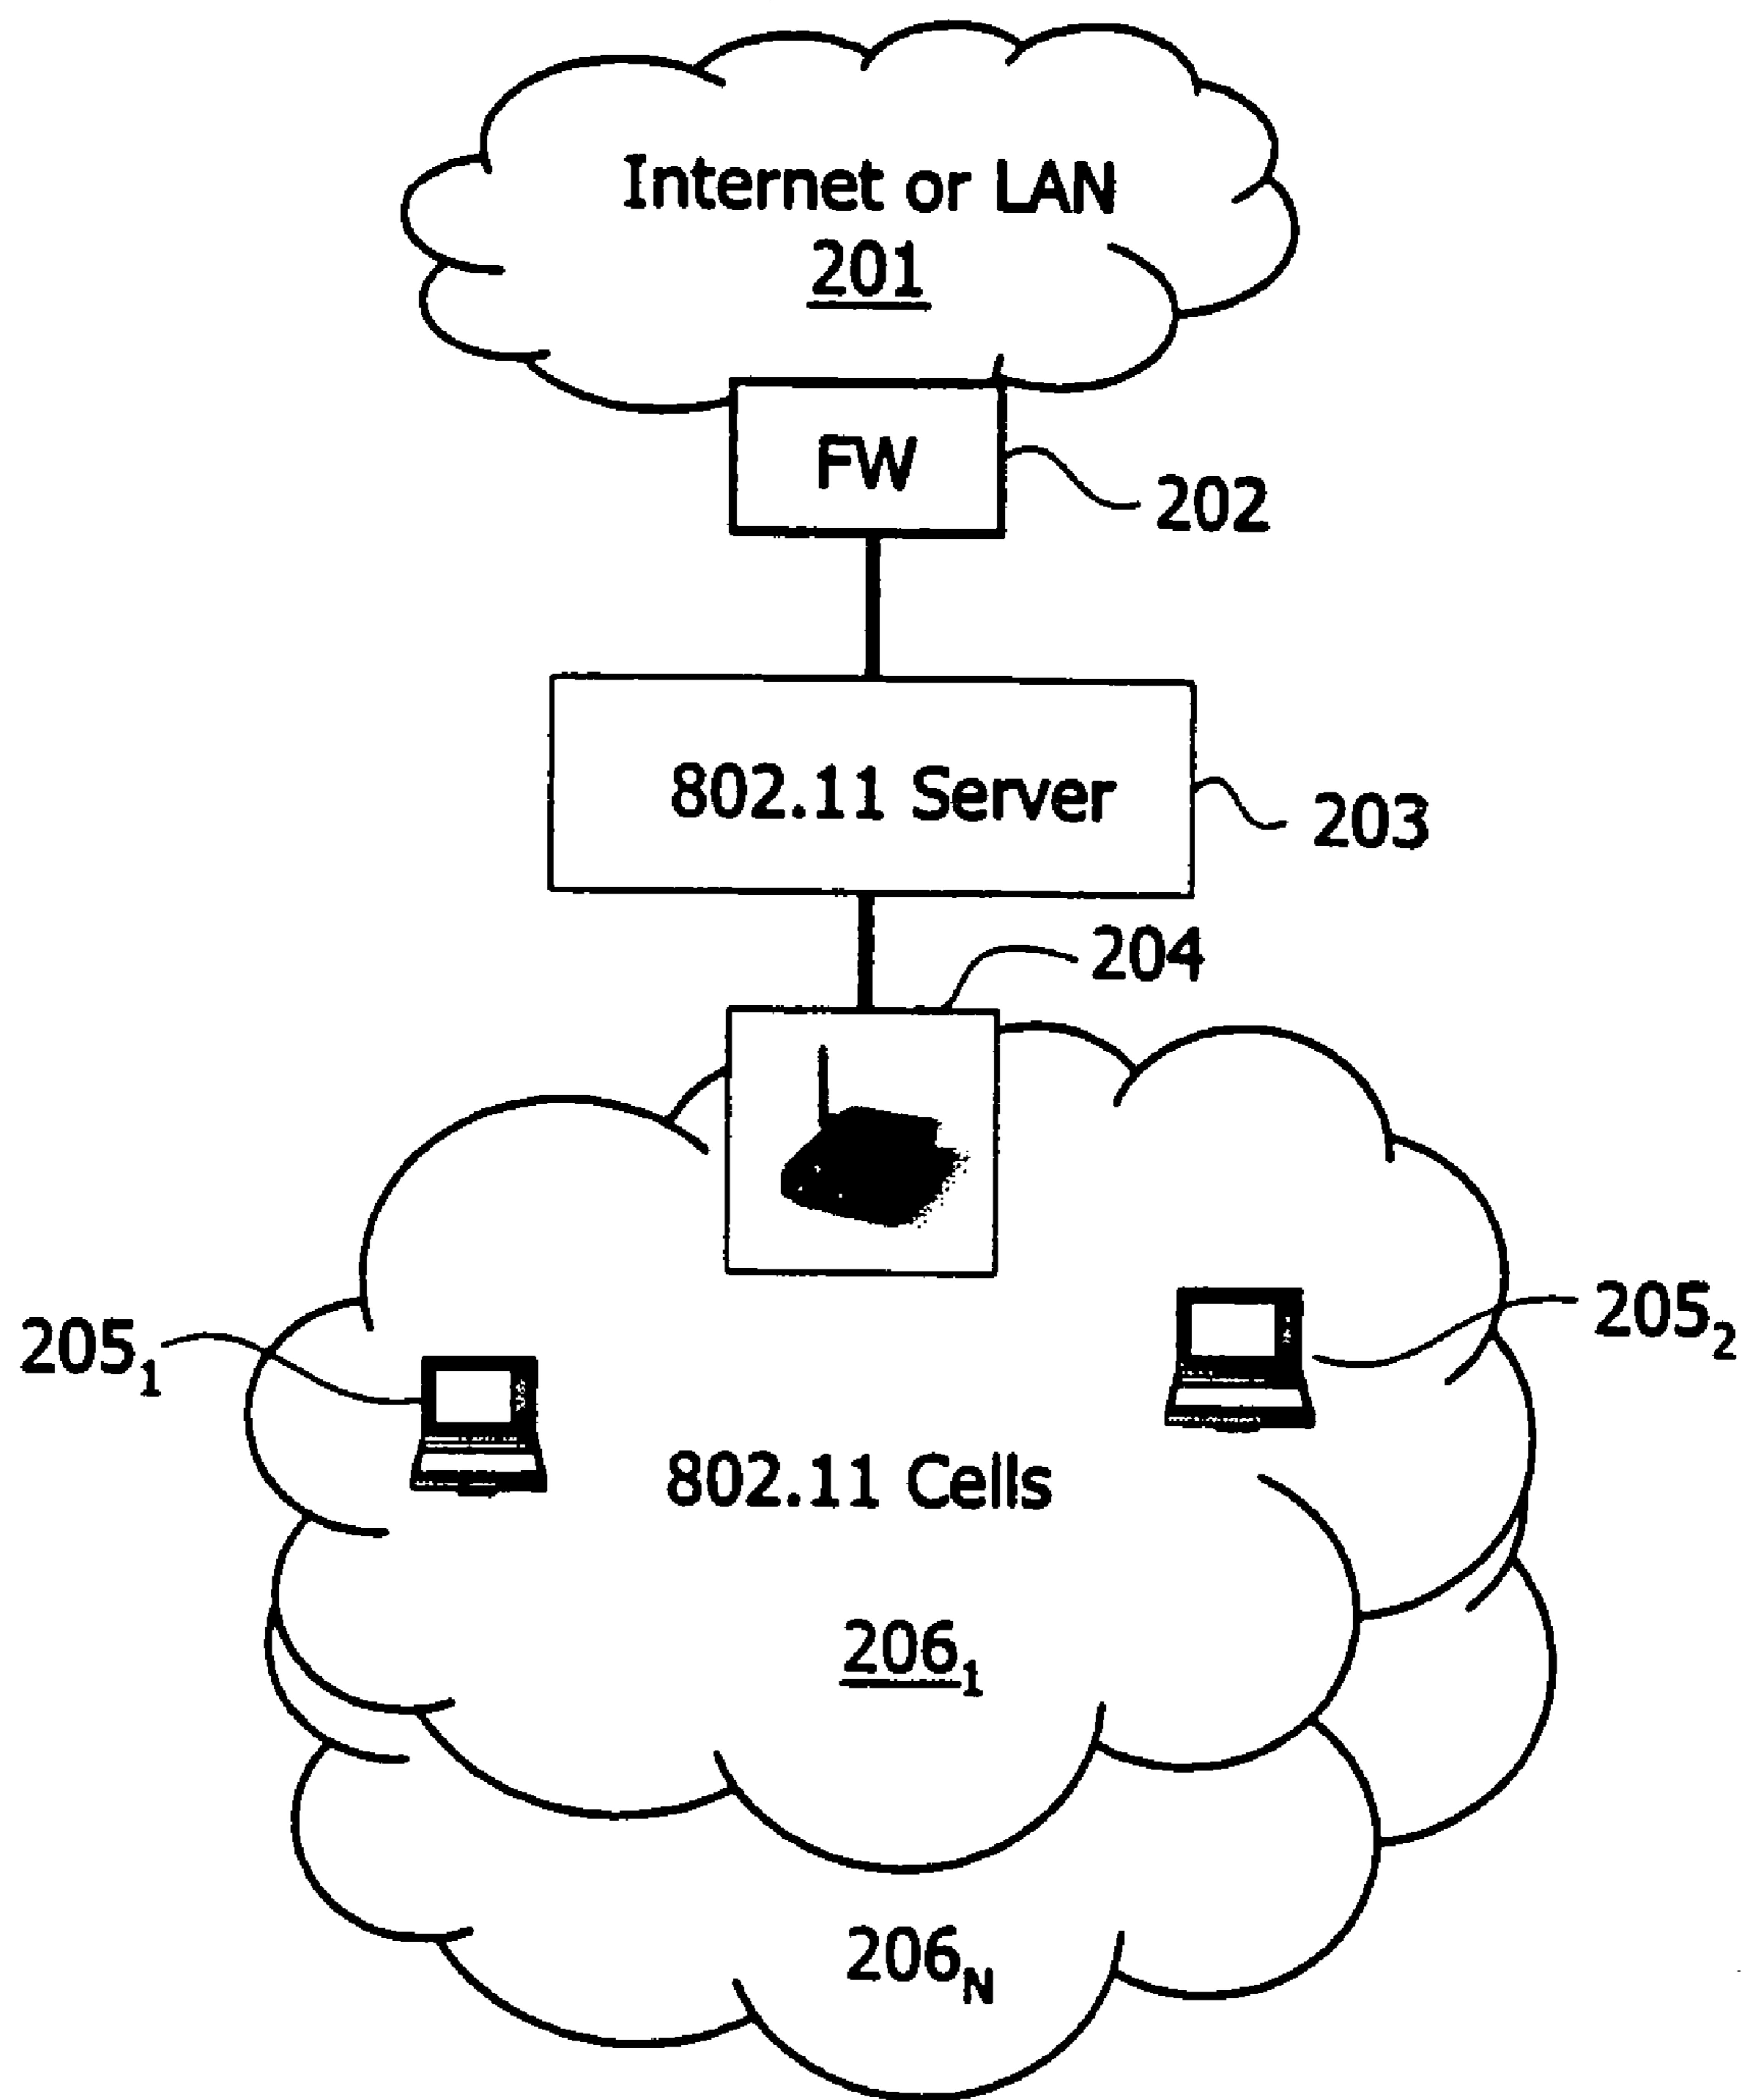 Internet or LAN
201
FW
202
802.11 Server
203
204
205₁
205₂
802.11 Cells
206₁
206N